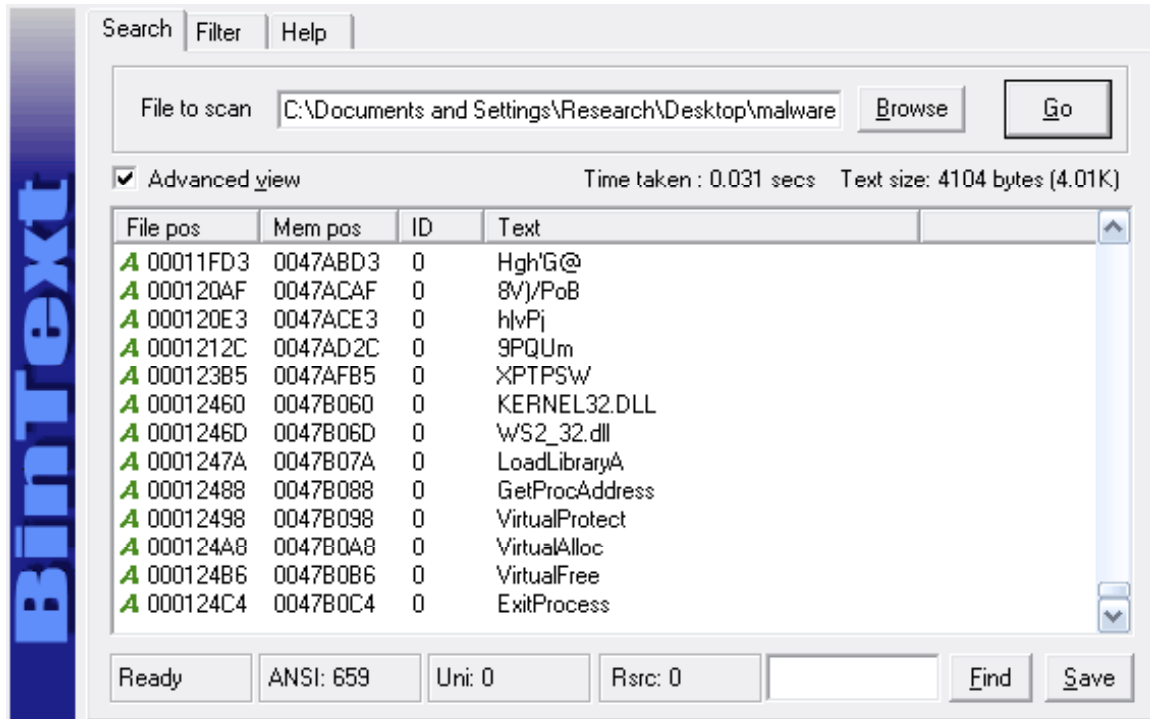 BinText
Search Filter Help
File to scan C:\Documents and Settings\Research\Desktop\malware Browse Go
Advanced view Time taken : 0.031 secs Text size: 4104 bytes (4.01K)
File pos Mem pos ID Text
A 00011FD3 0047ABD3 0 Hgh'G@
A 000120AF 0047ACAF 0 8V)/PoB
A 000120E3 0047ACE3 0 h|vPj
A 0001212C 0047AD2C 0 9PQUm
A 000123B5 0047AFB5 0 XPTPSW
A 00012460 0047B060 0 KERNEL32.DLL
A 0001246D 0047B06D 0 WS2_32.dll
A 0001247A 0047B07A 0 LoadLibraryA
A 00012488 0047B088 0 GetProcAddress
A 00012498 0047B098 0 VirtualProtect
A 000124A8 0047B0A8 0 VirtualAlloc
A 000124B6 0047B0B6 0 VirtualFree
A 000124C4 0047B0C4 0 ExitProcess
Ready ANSI: 659 Uni: 0 Rsrc: 0 Find Save